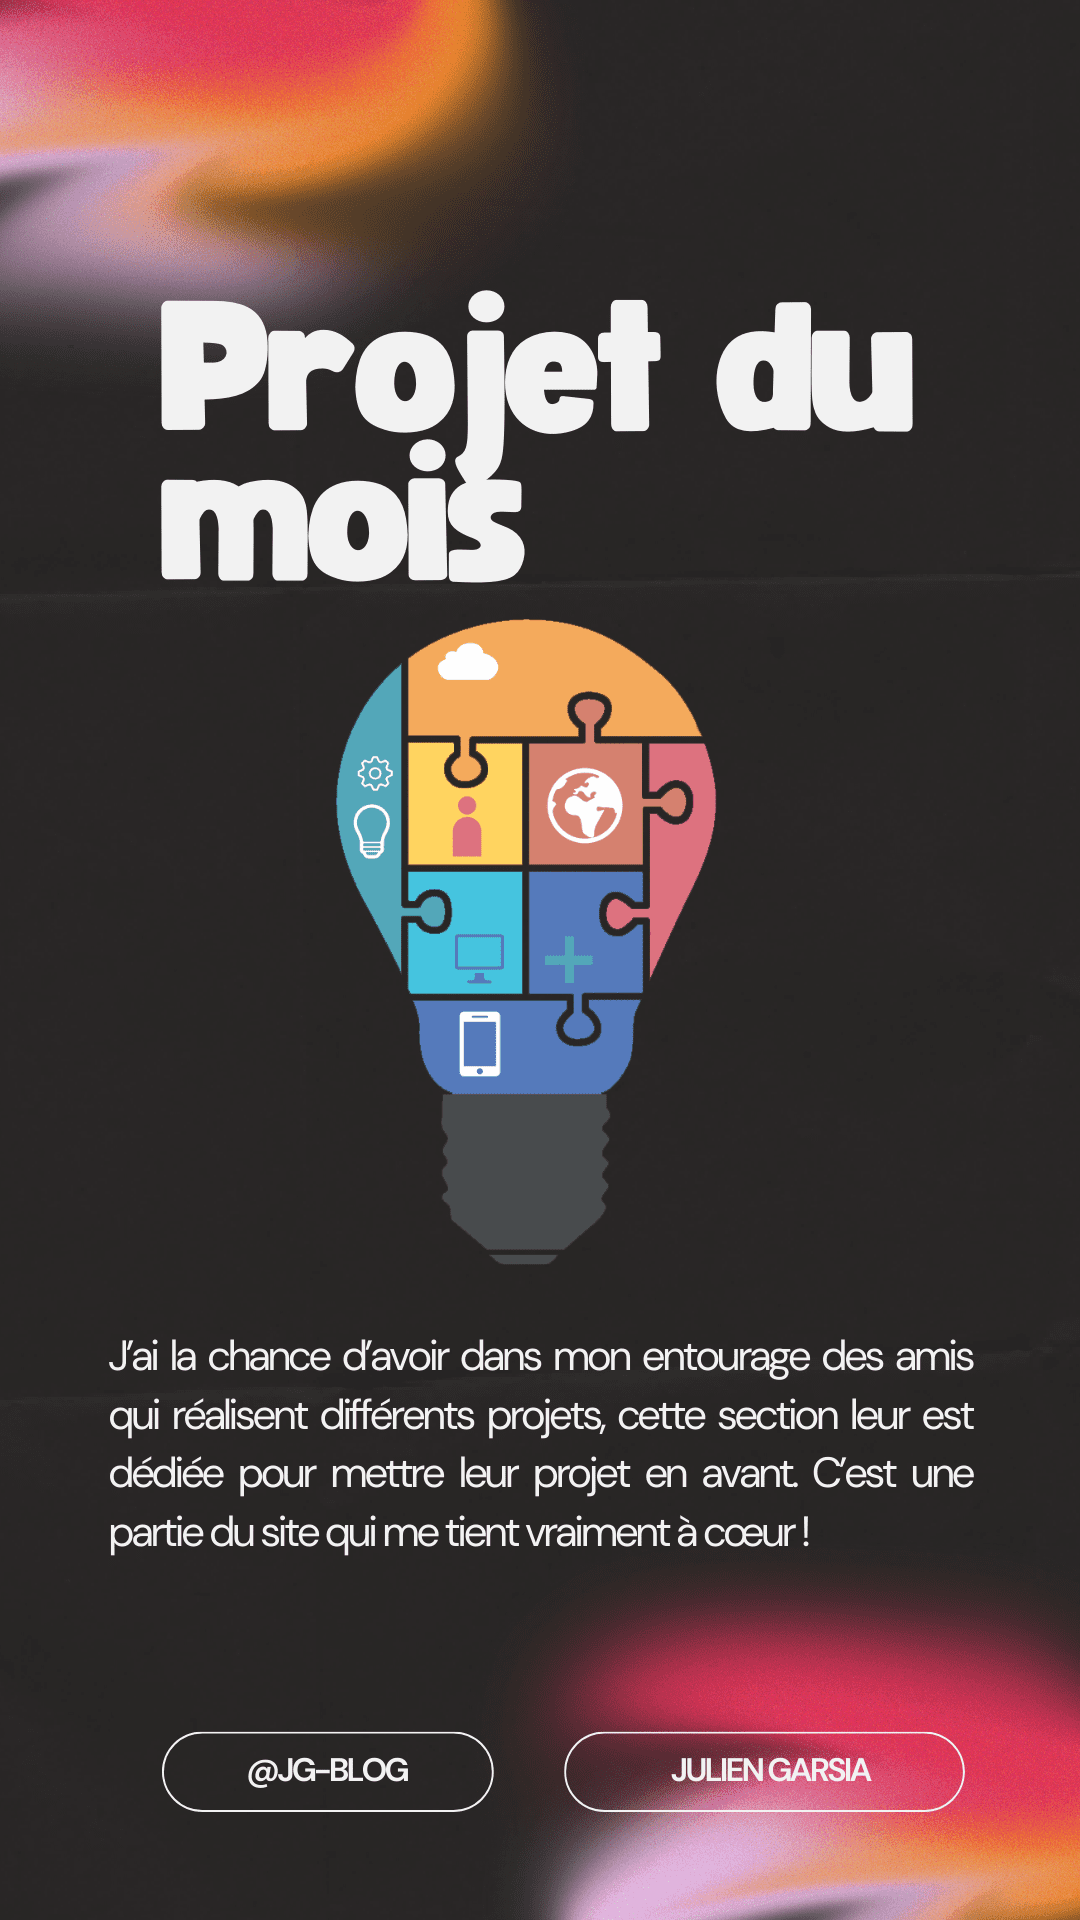 Projet du
mois
J'ai la chance d'avoir dans mon entourage des amis
qui réalisent différents projets, cette section leur est
dédiée pour mettre leur projet en avant. C'est une
partie du site qui me tient vraiment à cœur !
@JG-BLOG
JULIEN GARSIA